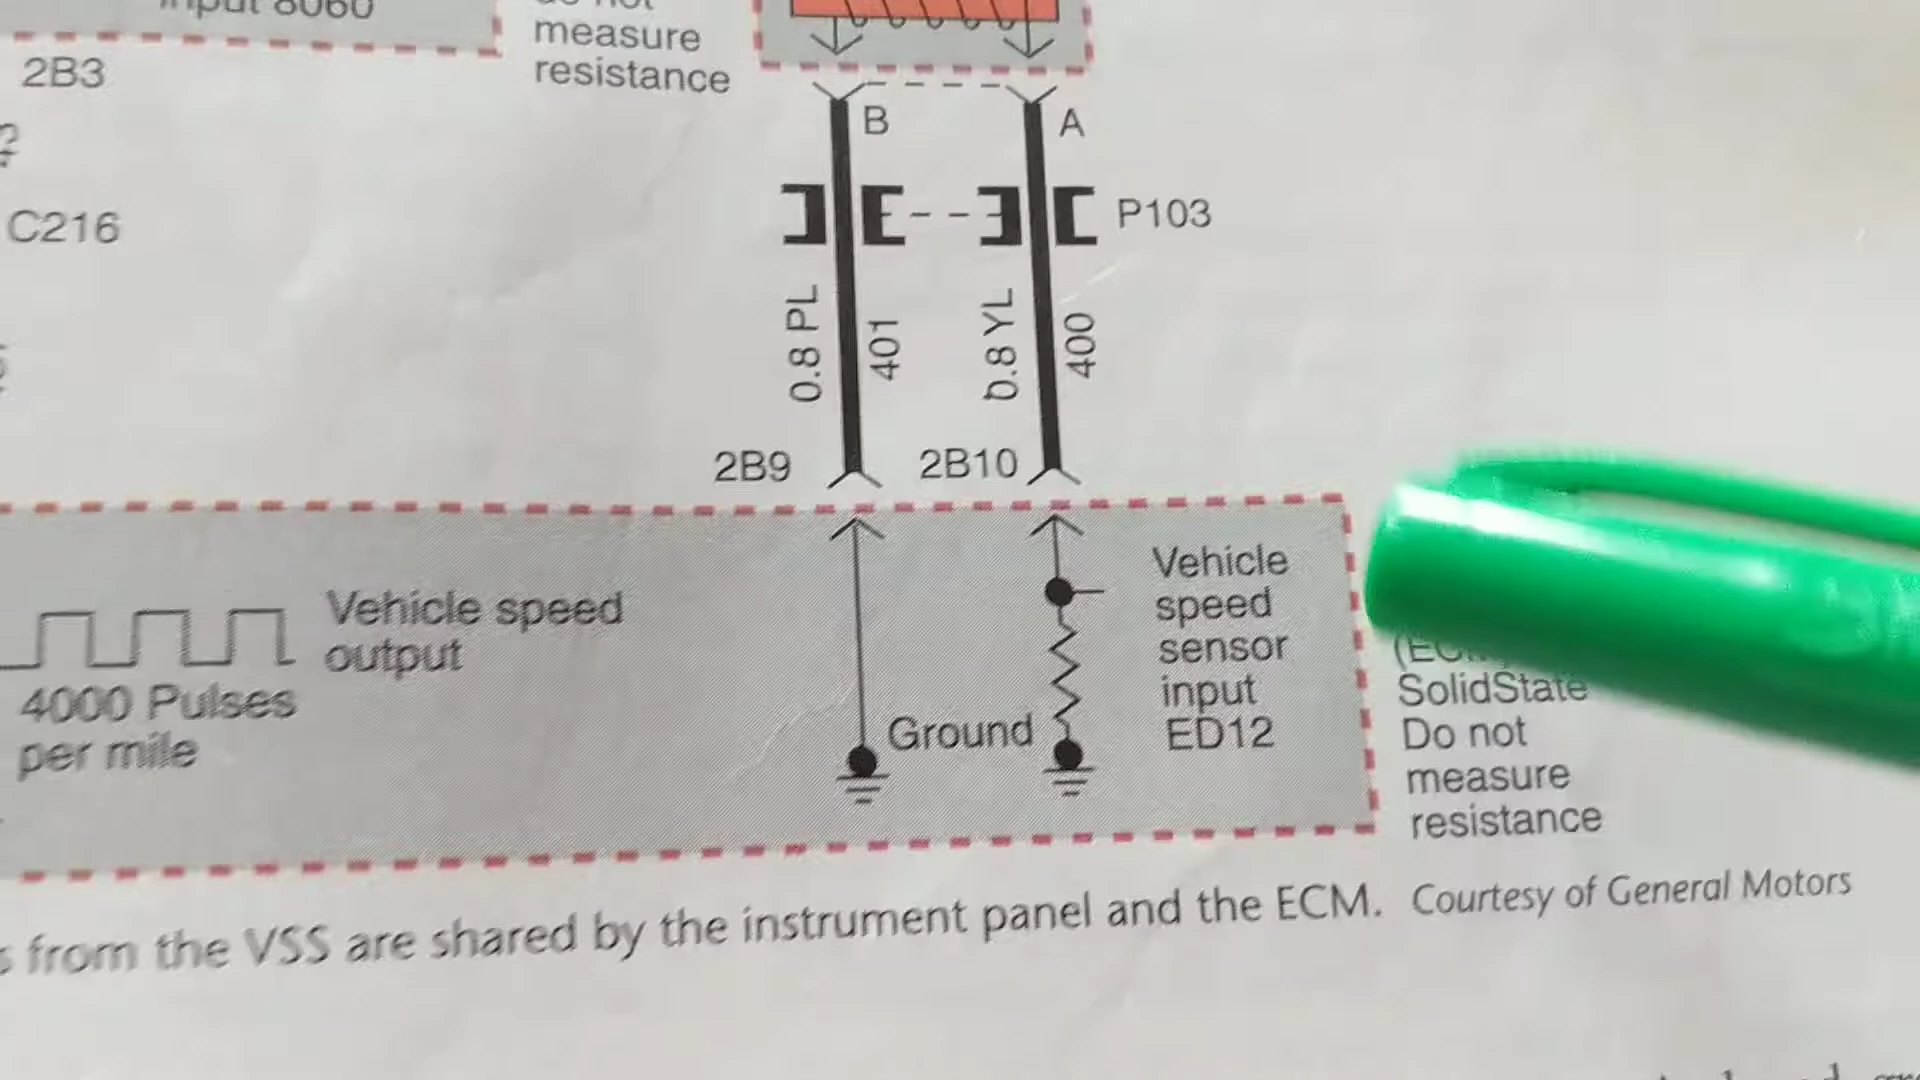 measure
resistance
2B3
B
A
C216
P103
0.8 PL
401
0.8 YL
400
2B9
2B10
Vehicle speed
output
4000 Pulses
per mile
Ground
Vehicle
speed
sensor
input
ED12
SolidState
Do not
measure
resistance
from the VSS are shared by the instrument panel and the ECM. Courtesy of General Motors